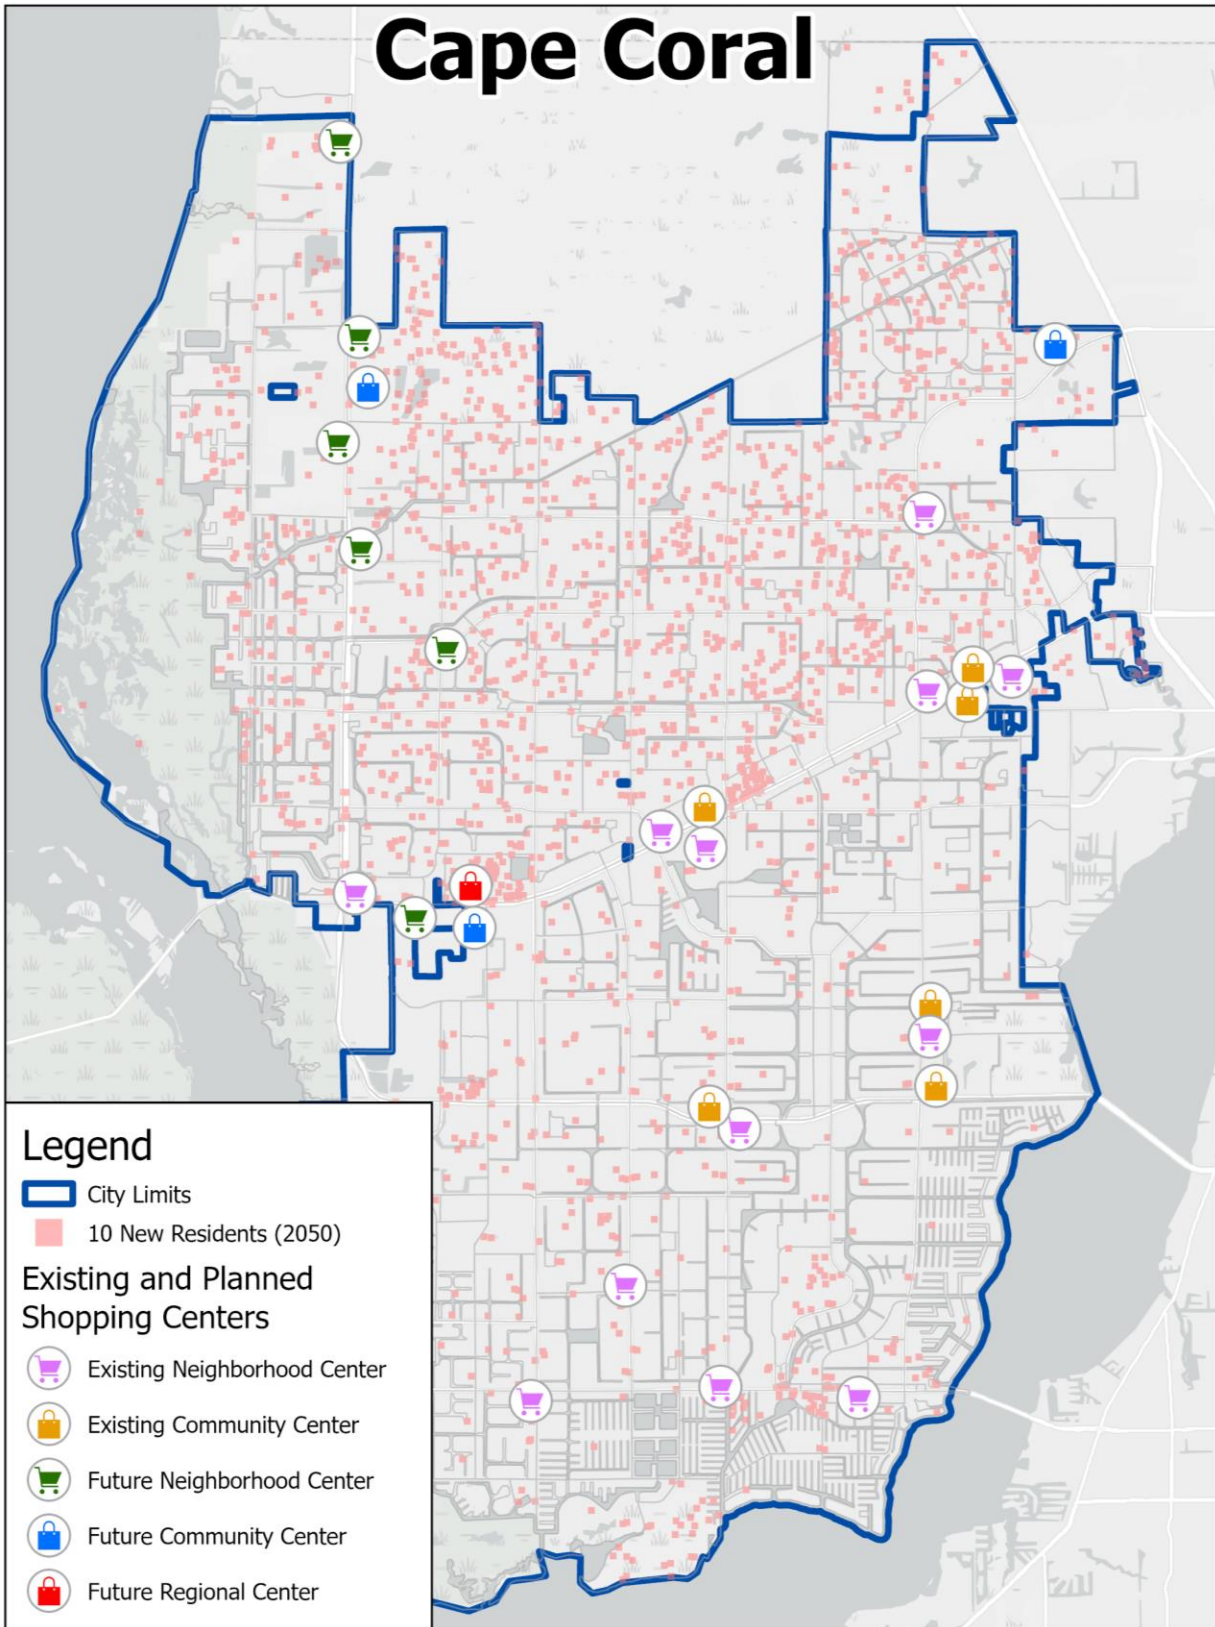 Cape Coral
Legend
City Limits
10 New Residents (2050)
Existing and Planned
Shopping Centers
Existing Neighborhood Center
Existing Community Center
Future Neighborhood Center
Future Community Center
Future Regional Center